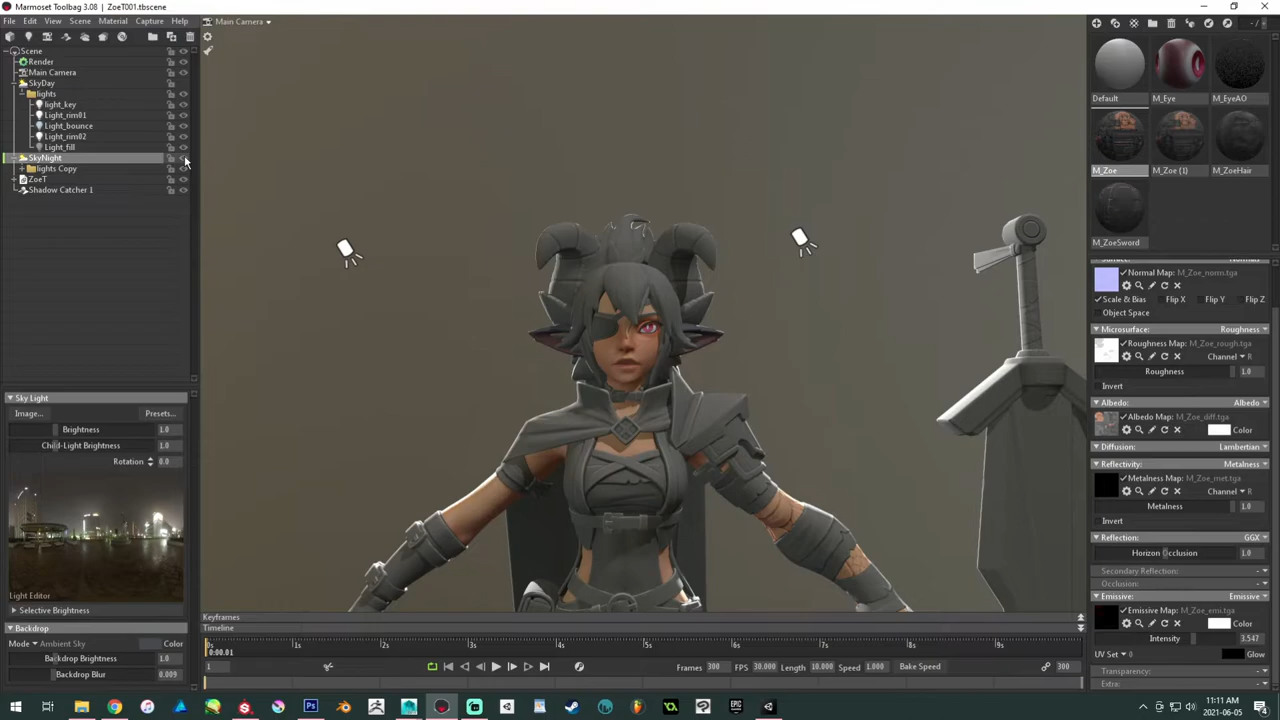 Marmoset Toolbag 3.08 | ZoeT001.tbscene
File Edit View Scene Material Capture Help
Main Camera
Scene
Render
Main Camera
SkyDay
lights
light_key
Light_rim01
Light_bounce
Light_rim02
Light_fill
SkyNight
lights Copy
ZoeT
Shadow Catcher 1
Sky Light
Image... Presets...
Brightness 1.0
Child-Light Brightness 1.0
Rotation 0.0
Light Editor
Selective Brightness
Backdrop
Mode Ambient Sky Color
Backdrop Brightness 1.0
Backdrop Blur 0.009
Keyframes
Timeline
0s 1s 2s 3s 4s 5s 6s 7s 8s 9s
0:00.01
1 Frames 300 FPS 30.000 Length 10.000 Speed 1.000 Bake Speed 300
Default M_Eye M_EyeAO
M_Zoe M_Zoe (1) M_ZoeHair
M_ZoeSword
Surface: Normals
Normal Map: M_Zoe_norm.tga
Scale & Bias Flip X Flip Y Flip Z
Object Space
Microsurface: Roughness
Roughness Map: M_Zoe_rough.tga
Channel R
Roughness 1.0
Invert
Albedo: Albedo
Albedo Map: M_Zoe_diff.tga
Color
Diffusion: Lambertian
Reflectivity: Metalness
Metalness Map: M_Zoe_met.tga
Channel R
Metalness 1.0
Invert
Reflection: GGX
Horizon Occlusion 1.0
Secondary Reflection:
Occlusion:
Emissive: Emissive
Emissive Map: M_Zoe_emi.tga
Color
Intensity 3.547
UV Set 0 Glow
Transparency:
Extra:
11:11 AM
2021-06-05